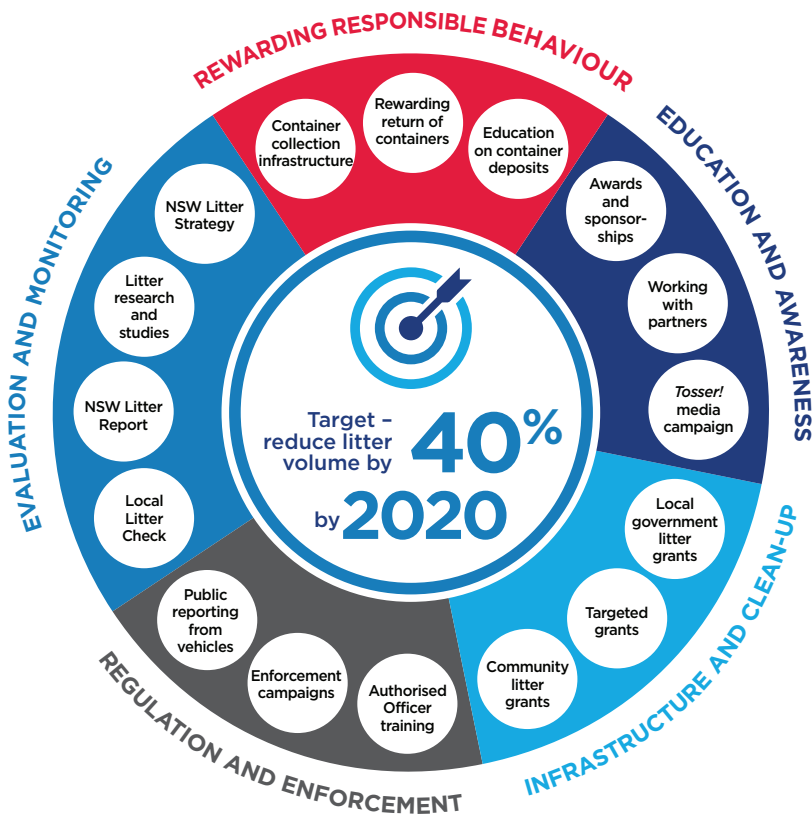 REWARDING RESPONSIBLE BEHAVIOUR
Container
collection
infrastructure
Rewarding
return of
containers
Education
on container
deposits
EDUCATION AND AWARENESS
Awards
and
sponsor-
ships
Working
with
partners
Tosser!
media
campaign
INFRASTRUCTURE AND CLEAN-UP
Local
government
litter
grants
Targeted
grants
Community
litter
grants
REGULATION AND ENFORCEMENT
Authorised
Officer
training
Enforcement
campaigns
Public
reporting
from
vehicles
EVALUATION AND MONITORING
Local
Litter
Check
NSW Litter
Report
Litter
research
and
studies
NSW Litter
Strategy
Target –
reduce litter
volume by
40%
by 2020